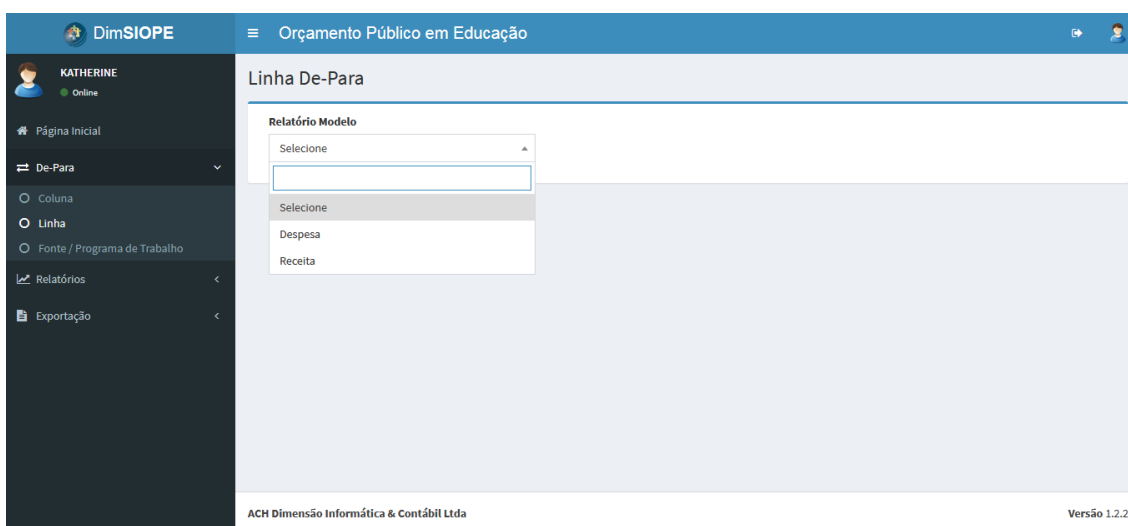 DimSIOPE
Orçamento Público em Educação
KATHERINE
Online
Página Inicial
De-Para
Coluna
Linha
Fonte / Programa de Trabalho
Relatórios
Exportação
Linha De-Para
Relatório Modelo
Selecione
Selecione
Despesa
Receita
ACH Dimensão Informática & Contábil Ltda
Versão 1.2.2